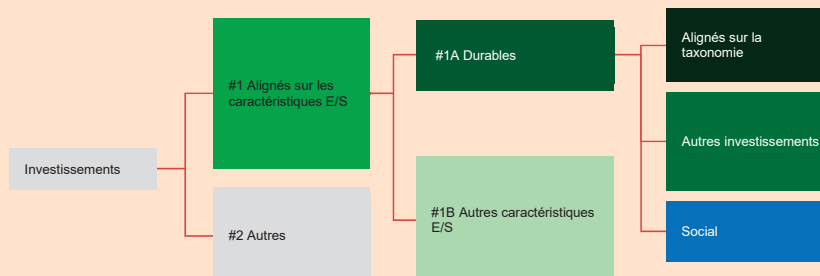 Investissements
#1 Alignés sur les
caractéristiques E/S
#2 Autres
#1A Durables
#1B Autres caractéristiques
E/S
Alignés sur la
taxonomie
Autres investissements
Social